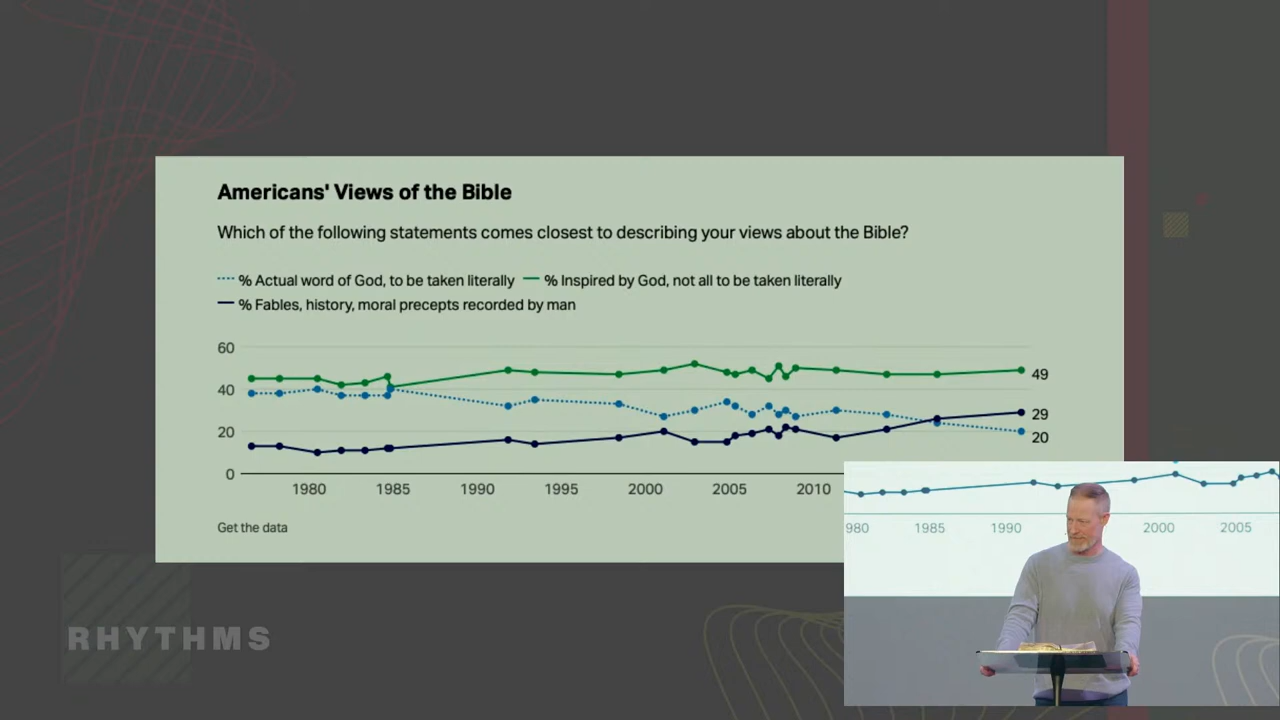 Americans' Views of the Bible
Which of the following statements comes closest to describing your views about the Bible?
% Actual word of God, to be taken literally % Inspired by God, not all to be taken literally
% Fables, history, moral precepts recorded by man
60
40
20
0
49
29
20
1980 1985 1990 1995 2000 2005 2010
Get the data
980 1985 1990 2000 2005
RHYTHMS